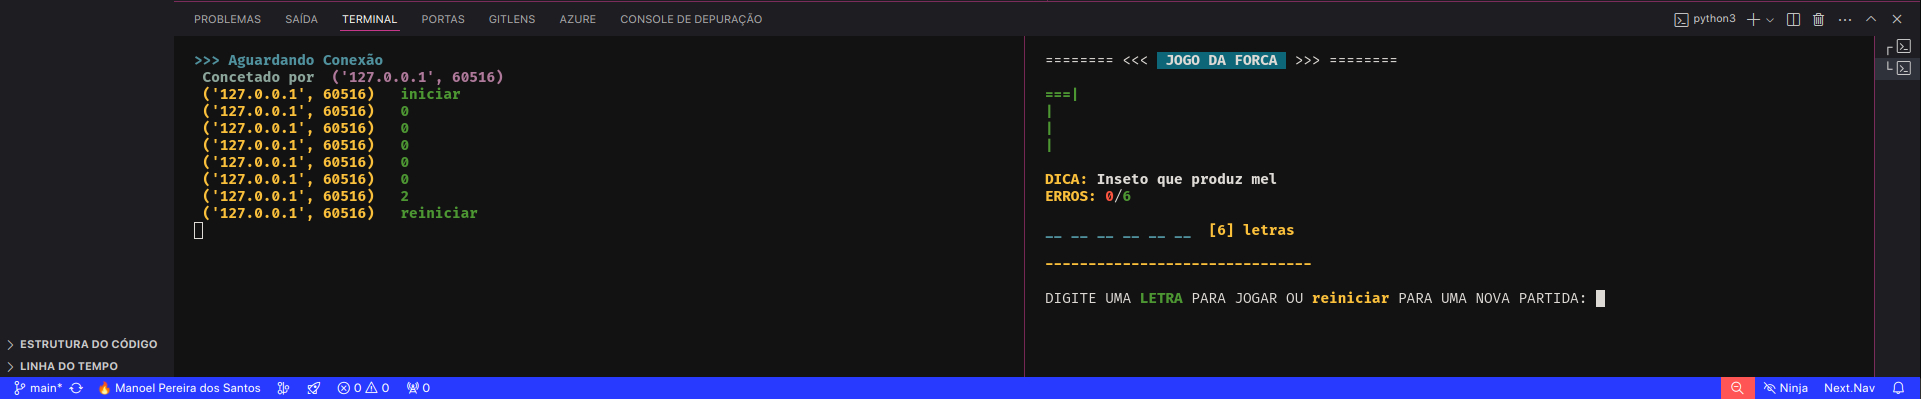 PROBLEMAS SAÍDA TERMINAL PORTAS GITLENS AZURE CONSOLE DE DEPURAÇÃO python3
>>> Aguardando Conexão
Concetado por ('127.0.0.1', 60516)
('127.0.0.1', 60516) iniciar
('127.0.0.1', 60516) 0
('127.0.0.1', 60516) 0
('127.0.0.1', 60516) 0
('127.0.0.1', 60516) 0
('127.0.0.1', 60516) 0
('127.0.0.1', 60516) 2
('127.0.0.1', 60516) reiniciar
======== <<< JOGO DA FORCA >>> ========
===|
|
|
|
DICA: Inseto que produz mel
ERROS: 0/6
__ __ __ __ __ __ [6] letras
-------------------------------
DIGITE UMA LETRA PARA JOGAR OU reiniciar PARA UMA NOVA PARTIDA:
ESTRUTURA DO CÓDIGO
LINHA DO TEMPO
main* Manoel Pereira dos Santos 0 0 0 Ninja Next.Nav